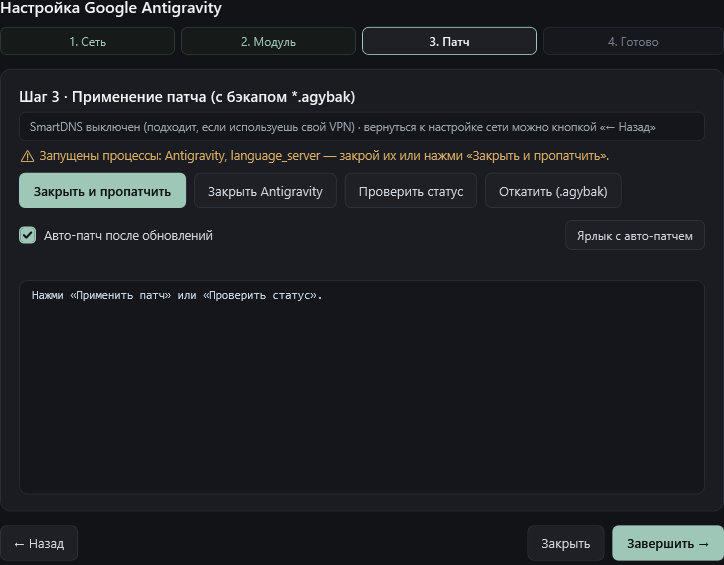 Настройка Google Antigravity
1. Сеть
2. Модуль
3. Патч
4. Готово
Шаг 3 · Применение патча (с бэкапом *.agybak)
SmartDNS выключен (подходит, если используешь свой VPN) · вернуться к настройке сети можно кнопкой «← Назад»
⚠ Запущены процессы: Antigravity, language_server — закрой их или нажми «Закрыть и пропатчить».
Закрыть и пропатчить
Закрыть Antigravity
Проверить статус
Откатить (.agybak)
Авто-патч после обновлений
Ярлык с авто-патчем
Нажми «Применить патч» или «Проверить статус».
← Назад
Закрыть
Завершить →